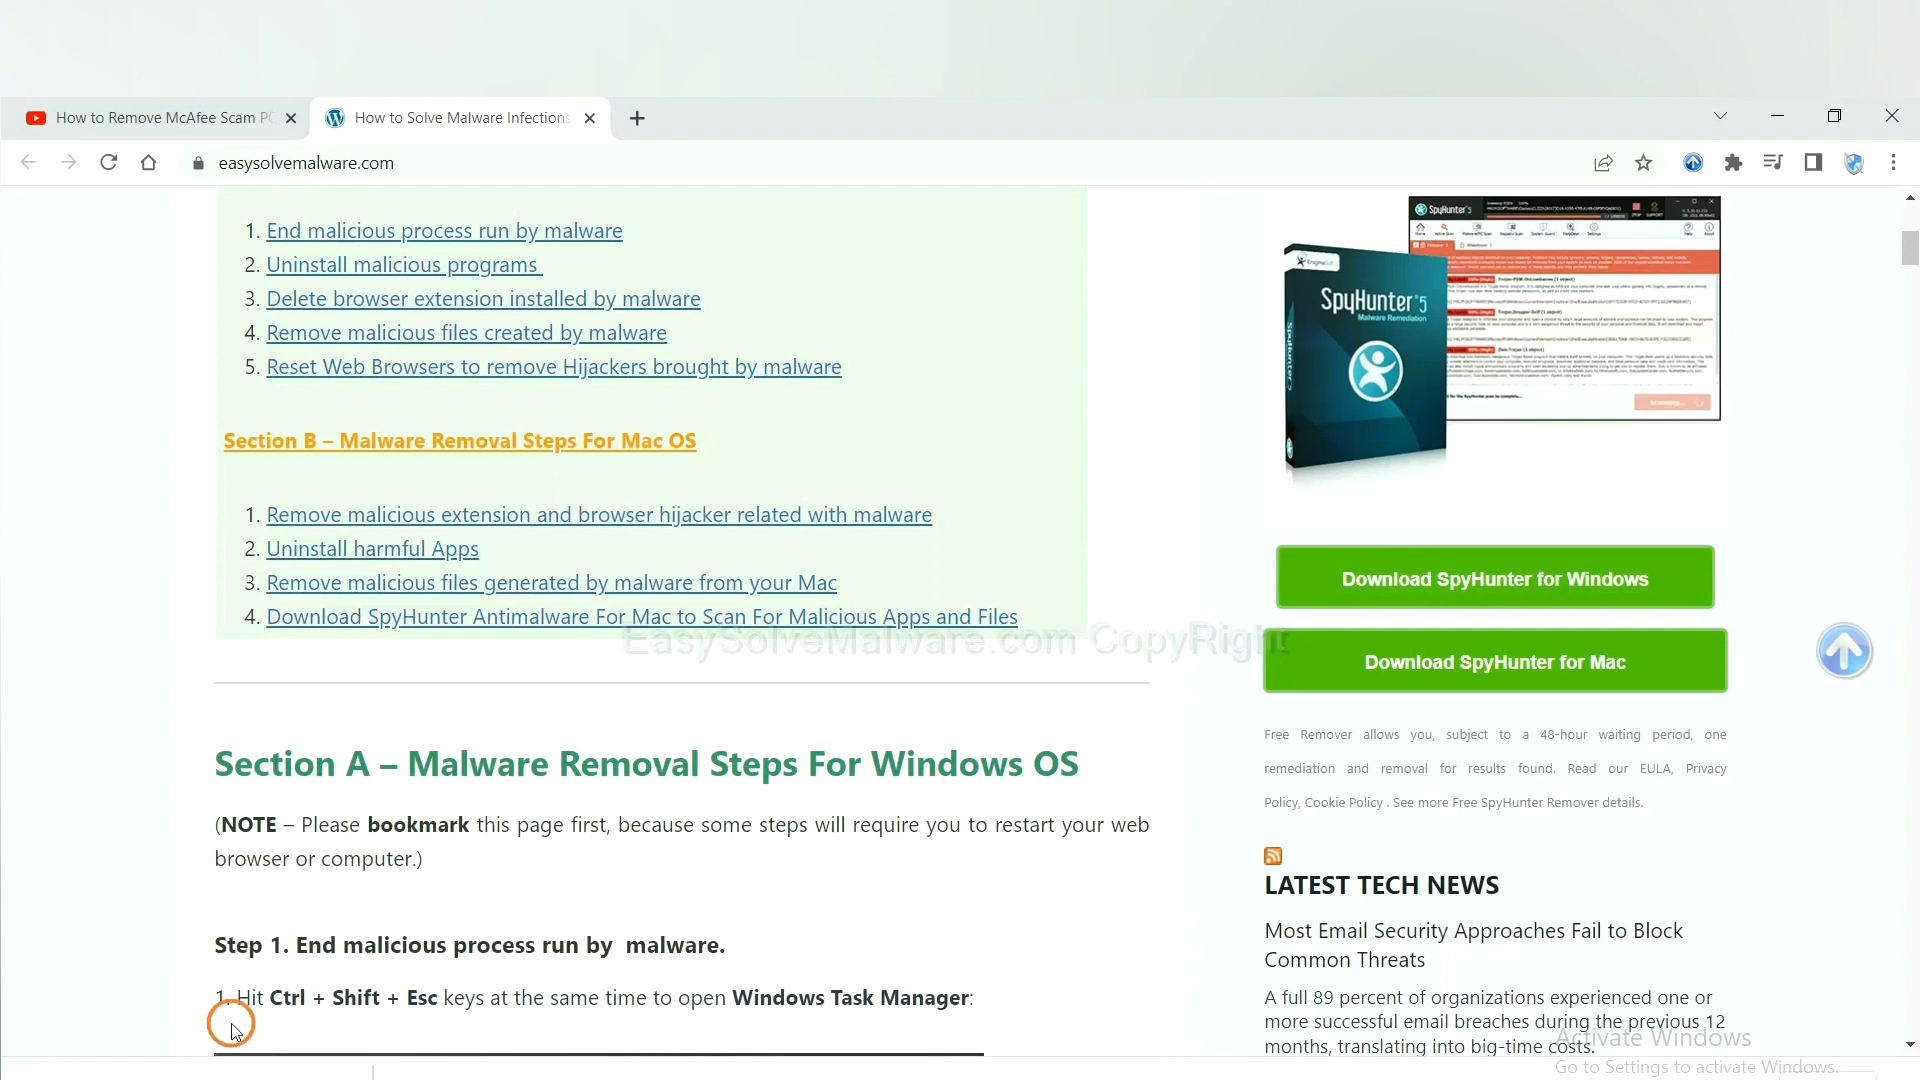 How to Remove McAfee Scam PC
How to Solve Malware Infections
easysolvemalware.com
1. End malicious process run by malware
2. Uninstall malicious programs
3. Delete browser extension installed by malware
4. Remove malicious files created by malware
5. Reset Web Browsers to remove Hijackers brought by malware
Section B – Malware Removal Steps For Mac OS
1. Remove malicious extension and browser hijacker related with malware
2. Uninstall harmful Apps
3. Remove malicious files generated by malware from your Mac
4. Download SpyHunter Antimalware For Mac to Scan For Malicious Apps and Files
EasySolveMalware.com CopyRight
Section A – Malware Removal Steps For Windows OS
(NOTE – Please bookmark this page first, because some steps will require you to restart your web
browser or computer.)
Step 1. End malicious process run by malware.
1. Hit Ctrl + Shift + Esc keys at the same time to open Windows Task Manager:
SpyHunter 5
EnigmaSoft
SpyHunter 5
Malware Remediation
Scanning...
Download SpyHunter for Windows
Download SpyHunter for Mac
Free Remover allows you, subject to a 48-hour waiting period, one
remediation and removal for results found. Read our EULA, Privacy
Policy, Cookie Policy . See more Free SpyHunter Remover details.
LATEST TECH NEWS
Most Email Security Approaches Fail to Block
Common Threats
A full 89 percent of organizations experienced one or
more successful email breaches during the previous 12
months, translating into big-time costs.
Activate Windows
Go to Settings to activate Windows.